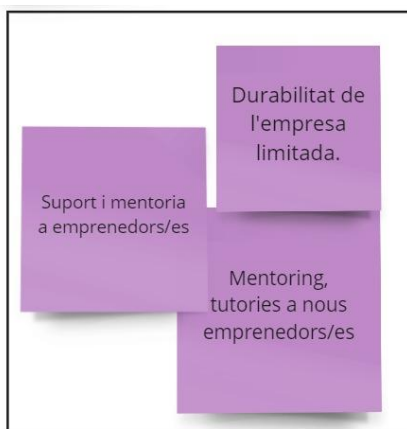 Durabilitat de
l'empresa
limitada.
Suport i mentoria
a emprenedors/es
Mentoring,
tutories a nous
emprenedors/es